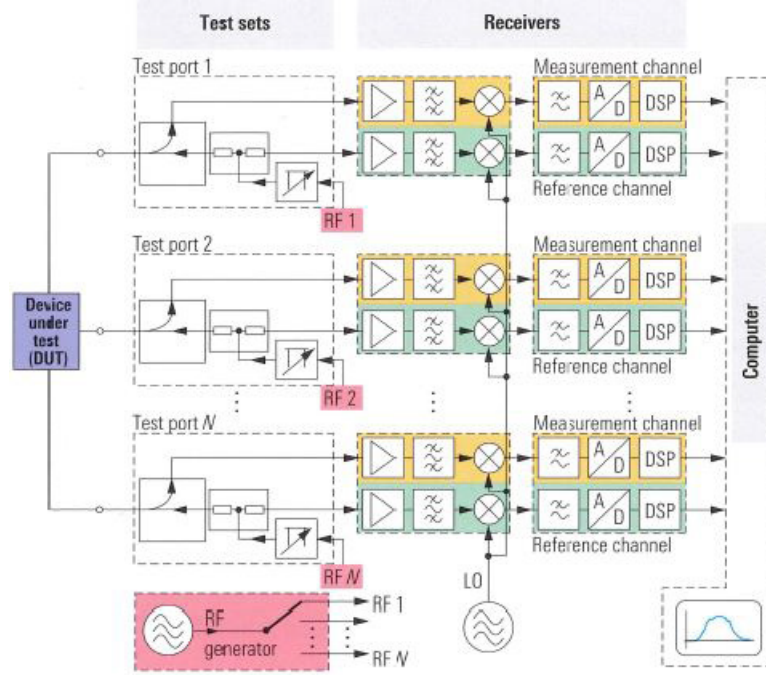 Test sets
Receivers
Test port 1
Measurement channel
A
D
DSP
A
D
DSP
Reference channel
RF 1
Test port 2
Measurement channel
A
D
DSP
A
D
DSP
Reference channel
RF 2
Device
under
test
(DUT)
Computer
Test port N
Measurement channel
A
D
DSP
A
D
DSP
Reference channel
RF N
LO
RF
generator
RF 1
RF N